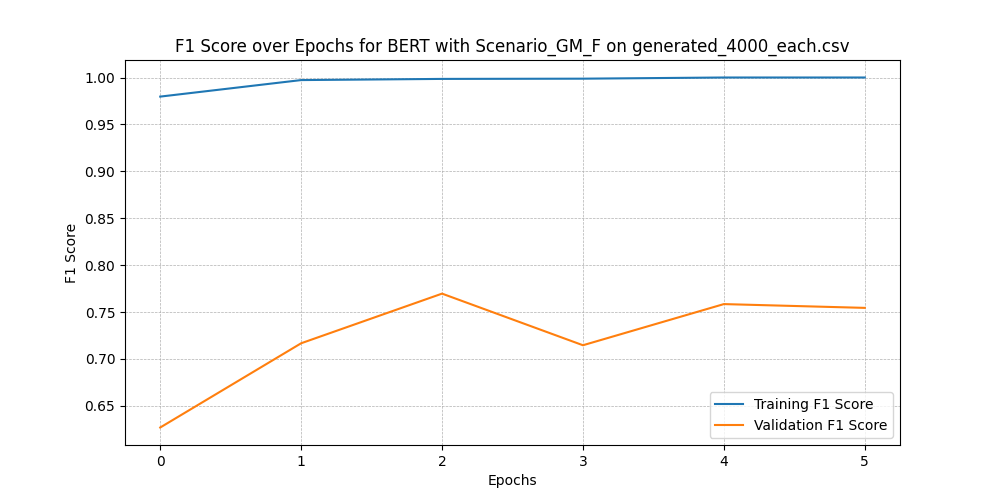 F1 Score over Epochs for BERT with Scenario_GM_F on generated_4000_each.csv
1.00
0.95
0.90
0.85
0.80
0.75
0.70
0.65
F1 Score
Training F1 Score
Validation F1 Score
0 1 2 3 4 5
Epochs